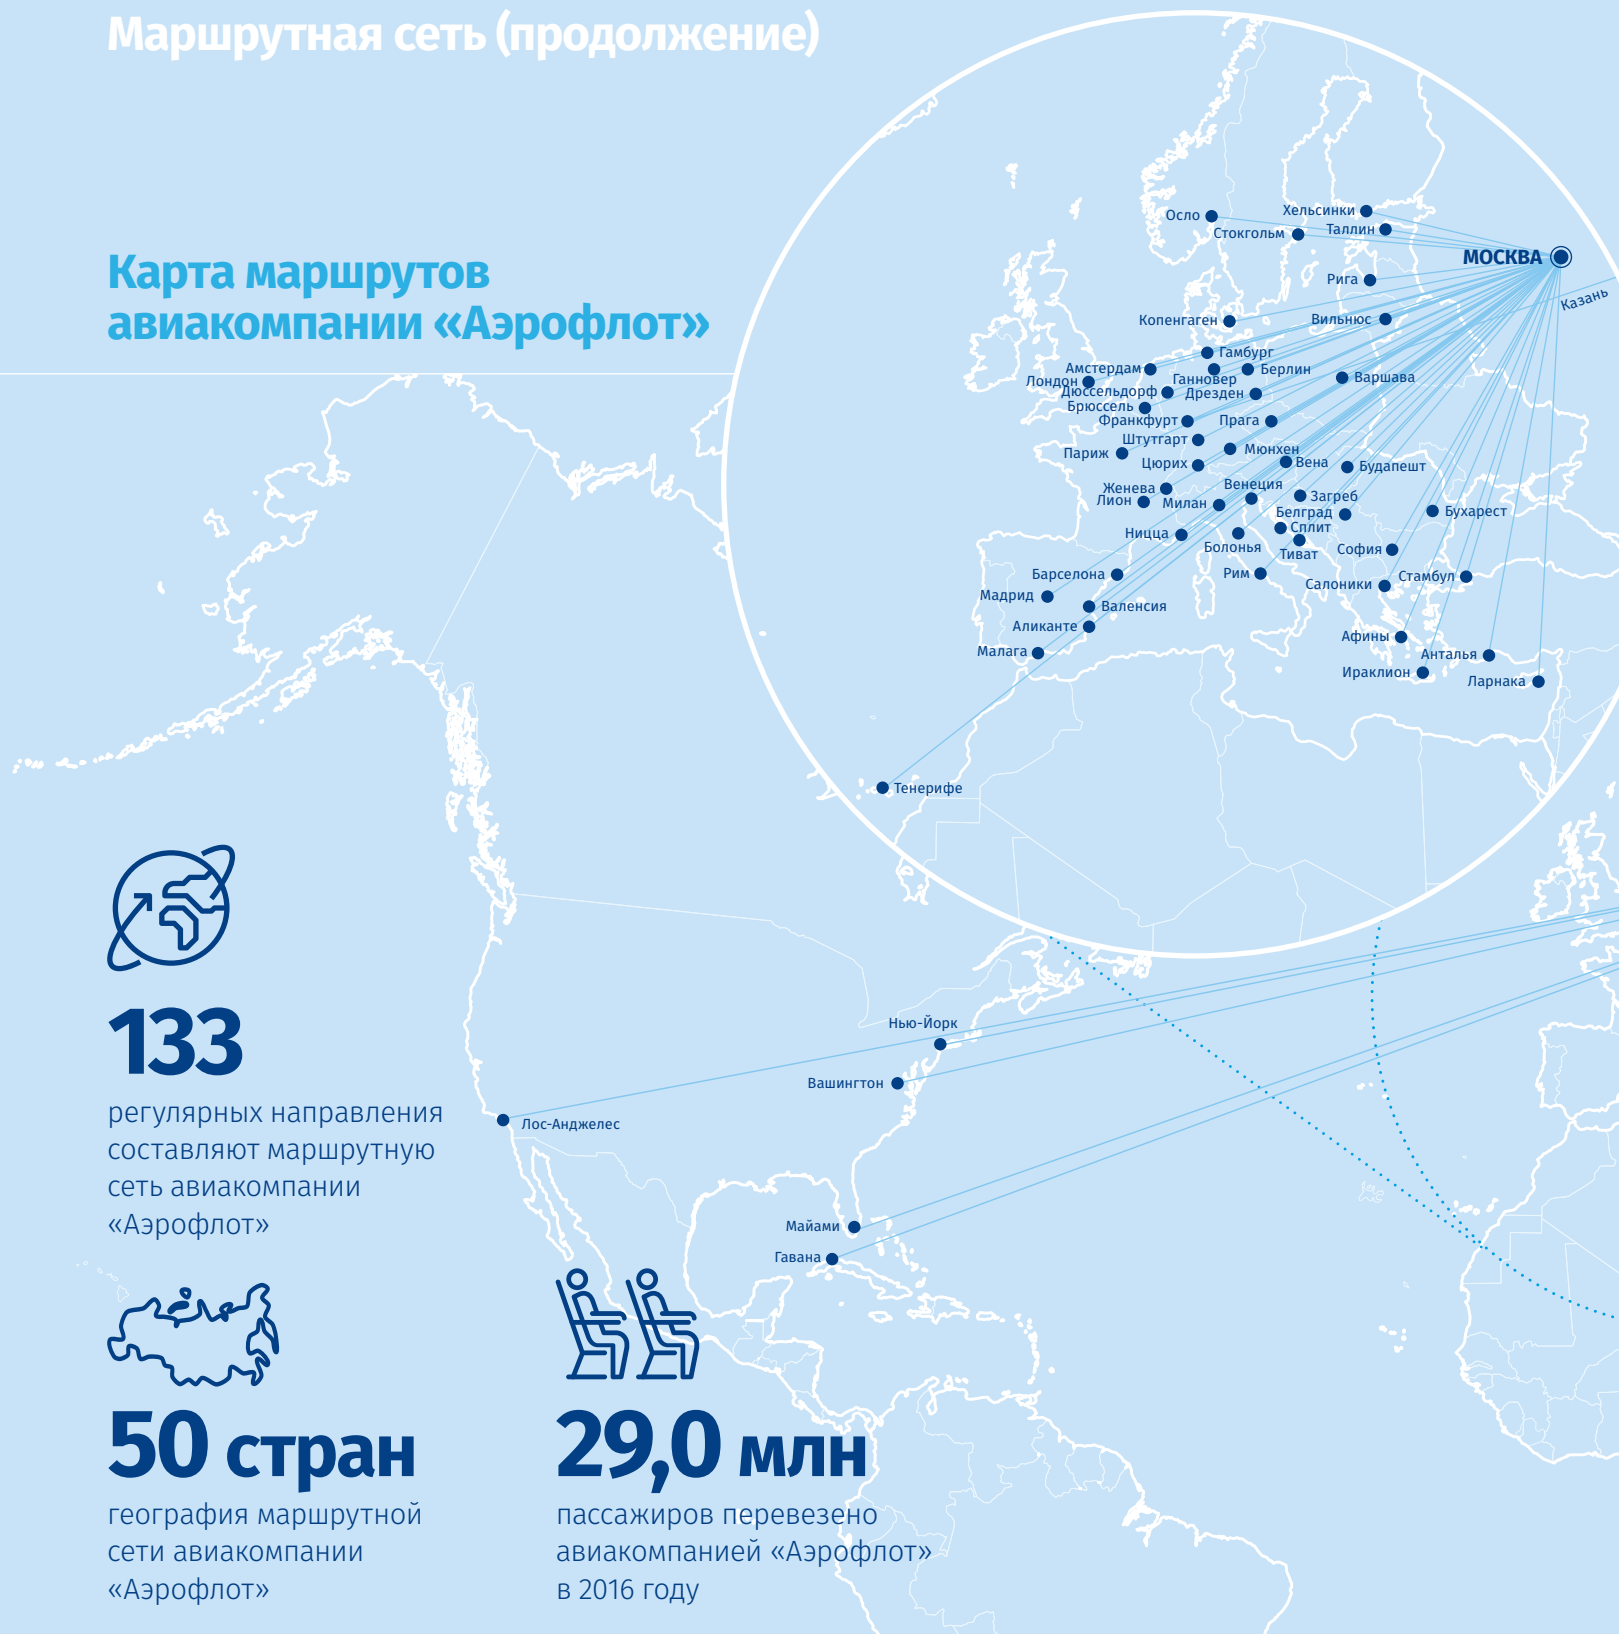 Маршрутная сеть (продолжение)
Карта маршрутов
авиакомпании «Аэрофлот»
Осло
Хельсинки
Стокгольм
Таллин
МОСКВА
Рига
Казань
Копенгаген
Вильнюс
Гамбург
Амстердам
Ганновер
Берлин
Лондон
Варшава
Дюссельдорф
Дрезден
Брюссель
Франкфурт
Прага
Штутгарт
Париж
Мюнхен
Цюрих
Вена
Будапешт
Женева
Венеция
Лион
Милан
Загреб
Белград
Бухарест
Сплит
Ницца
Болонья
Тиват
София
Барселона
Рим
Салоники
Стамбул
Мадрид
Валенсия
Аликанте
Афины
Малага
Анталья
Ираклион
Ларнака
Тенерифе
133
регулярных направления
составляют маршрутную
сеть авиакомпании
«Аэрофлот»
Нью-Йорк
Вашингтон
Лос-Анджелес
Майами
Гавана
50 стран
география маршрутной
сети авиакомпании
«Аэрофлот»
29,0 млн
пассажиров перевезено
авиакомпанией «Аэрофлот»
в 2016 году